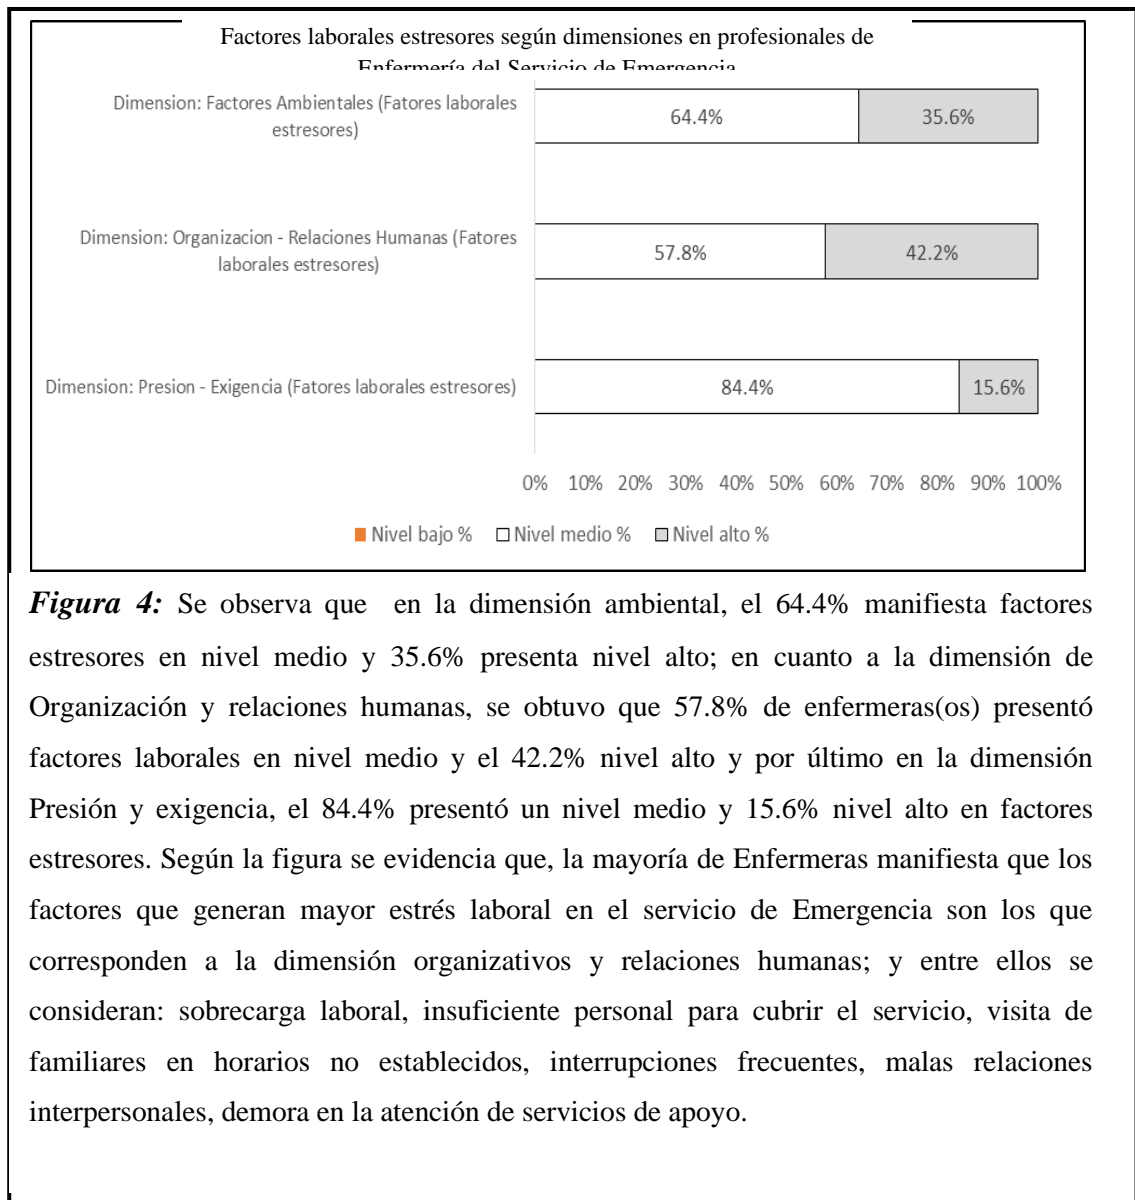 Factores laborales estresores según dimensiones en profesionales de
Enfermería del Servicio de Emergencia
Dimension: Factores Ambientales (Fatores laborales
estresores)
64.4% 35.6%
Dimension: Organizacion - Relaciones Humanas (Fatores
laborales estresores)
57.8% 42.2%
Dimension: Presion - Exigencia (Fatores laborales estresores)
84.4% 15.6%
0% 10% 20% 30% 40% 50% 60% 70% 80% 90% 100%
Nivel bajo % Nivel medio % Nivel alto %
Figura 4: Se observa que en la dimensión ambiental, el 64.4% manifiesta factores
estresores en nivel medio y 35.6% presenta nivel alto; en cuanto a la dimensión de
Organización y relaciones humanas, se obtuvo que 57.8% de enfermeras(os) presentó
factores laborales en nivel medio y el 42.2% nivel alto y por último en la dimensión
Presión y exigencia, el 84.4% presentó un nivel medio y 15.6% nivel alto en factores
estresores. Según la figura se evidencia que, la mayoría de Enfermeras manifiesta que los
factores que generan mayor estrés laboral en el servicio de Emergencia son los que
corresponden a la dimensión organizativos y relaciones humanas; y entre ellos se
consideran: sobrecarga laboral, insuficiente personal para cubrir el servicio, visita de
familiares en horarios no establecidos, interrupciones frecuentes, malas relaciones
interpersonales, demora en la atención de servicios de apoyo.